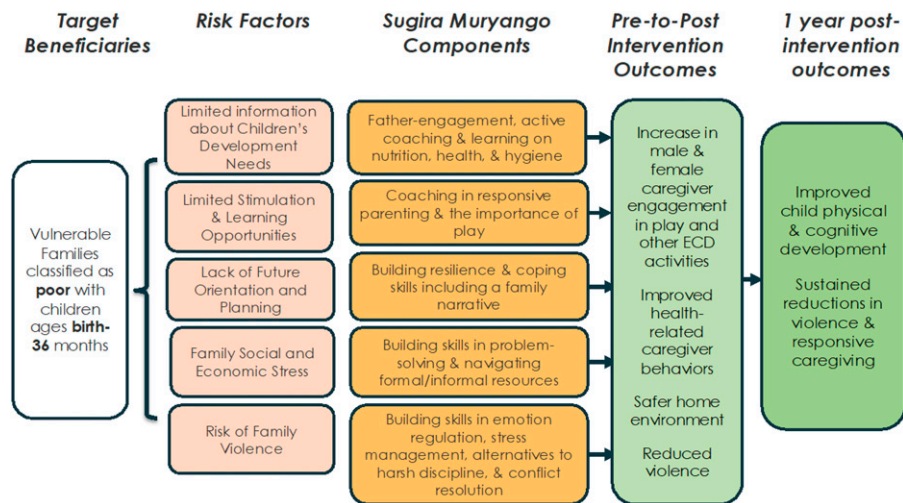 Target
Beneficiaries
Risk Factors
Sugira Muryango
Components
Pre-to-Post
Intervention
Outcomes
1 year post-
intervention
outcomes
Vulnerable
Families
classified as
poor with
children
ages birth-
36 months
Limited information
about Children's
Development
Needs
Limited Stimulation
& Learning
Opportunities
Lack of Future
Orientation and
Planning
Family Social and
Economic Stress
Risk of Family
Violence
Father-engagement, active
coaching & learning on
nutrition, health, & hygiene
Coaching in responsive
parenting & the importance of
play
Building resilience & coping
skills including a family
narrative
Building skills in problem-
solving & navigating
formal/informal resources
Building skills in emotion
regulation, stress
management, alternatives to
harsh discipline, & conflict
resolution
Increase in
male &
female
caregiver
engagement
in play and
other ECD
activities
Improved
health-
related
caregiver
behaviors
Safer home
environment
Reduced
violence
Improved
child physical
& cognitive
development
Sustained
reductions in
violence &
responsive
caregiving